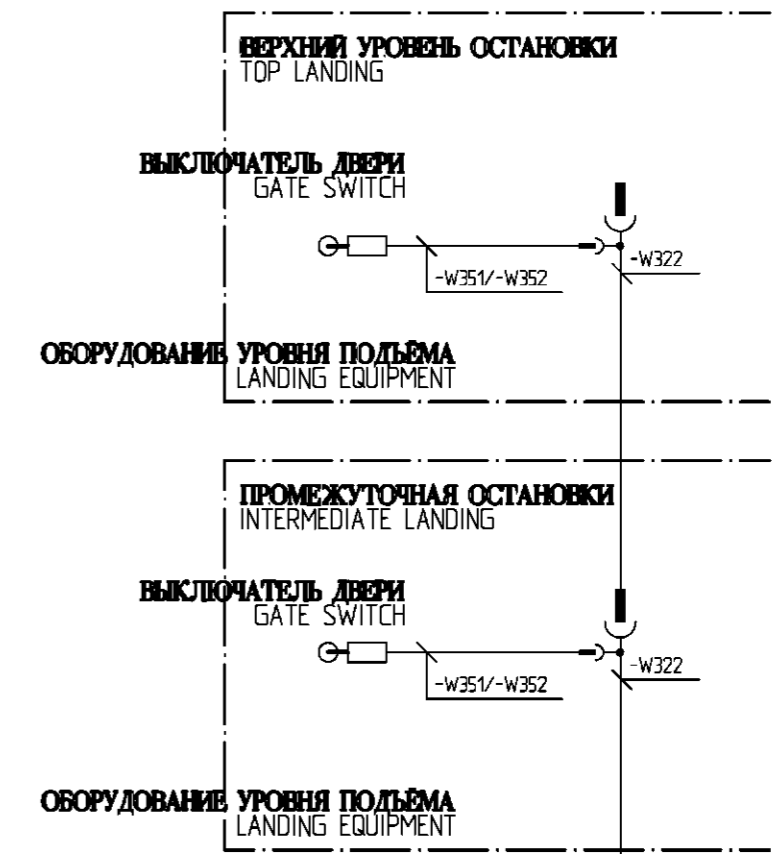 ВЕРХНИЙ УРОВЕНЬ ОСТАНОВКИ
TOP LANDING
ВЫКЛЮЧАТЕЛЬ ДВЕРИ
GATE SWITCH
-W322
-W351/-W352
ОБОРУДОВАНИЕ УРОВНЯ ПОДЪЁМА
LANDING EQUIPMENT
ПРОМЕЖУТОЧНАЯ ОСТАНОВКИ
INTERMEDIATE LANDING
ВЫКЛЮЧАТЕЛЬ ДВЕРИ
GATE SWITCH
-W322
-W351/-W352
ОБОРУДОВАНИЕ УРОВНЯ ПОДЪЁМА
LANDING EQUIPMENT